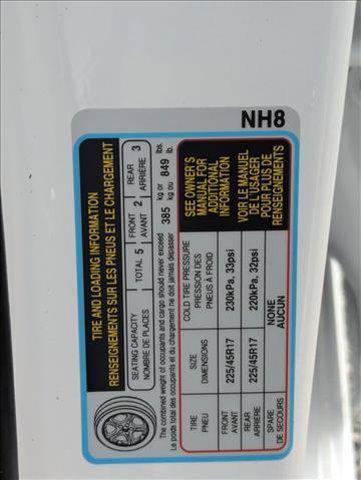 NH8
TIRE AND LOADING INFORMATION
RENSEIGNEMENTS SUR LES PNEUS ET LE CHARGEMENT
SEATING CAPACITY
NOMBRE DE PLACES
TOTAL 5
FRONT
AVANT 2
REAR
ARRIÈRE 3
The combined weight of occupants and cargo should never exceed 385 kg or 849 lbs.
Le poids total des occupants et du chargement ne doit jamais dépasser 385 kg ou 849 lb.
TIRE
PNEU
SIZE
DIMENSIONS
COLD TIRE PRESSURE
PRESSION DES
PNEUS À FROID
SEE OWNER'S
MANUAL FOR
ADDITIONAL
INFORMATION
FRONT
AVANT
225/45R17
230kPa, 33psi
REAR
ARRIÈRE
225/45R17
220kPa, 32psi
VOIR LE MANUEL
DE L'USAGER
POUR PLUS DE
RENSEIGNEMENTS
SPARE
DE SECOURS
NONE
AUCUN